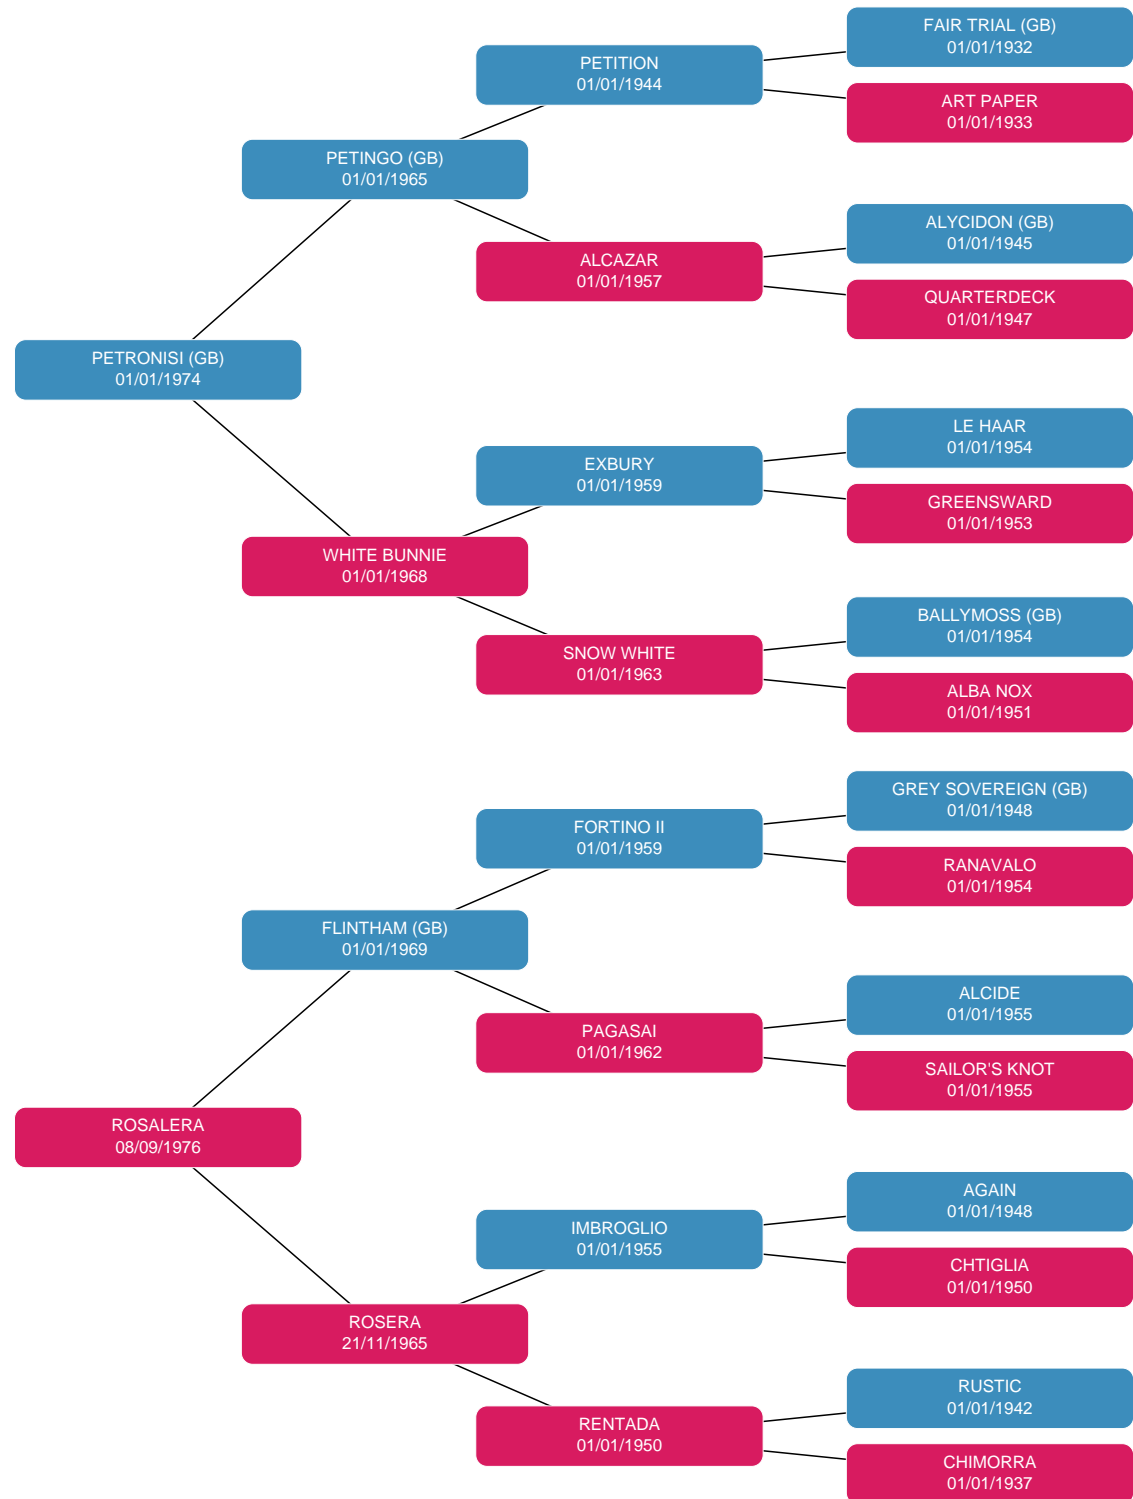 FAIR TRIAL (GB)
01/01/1932
PETITION
01/01/1944
ART PAPER
01/01/1933
PETINGO (GB)
01/01/1965
ALYCIDON (GB)
01/01/1945
ALCAZAR
01/01/1957
QUARTERDECK
01/01/1947
PETRONISI (GB)
01/01/1974
LE HAAR
01/01/1954
EXBURY
01/01/1959
GREENSWARD
01/01/1953
WHITE BUNNIE
01/01/1968
BALLYMOSS (GB)
01/01/1954
SNOW WHITE
01/01/1963
ALBA NOX
01/01/1951
GREY SOVEREIGN (GB)
01/01/1948
FORTINO II
01/01/1959
RANAVALO
01/01/1954
FLINTHAM (GB)
01/01/1969
ALCIDE
01/01/1955
PAGASAI
01/01/1962
SAILOR'S KNOT
01/01/1955
ROSALERA
08/09/1976
AGAIN
01/01/1948
IMBROGLIO
01/01/1955
CHTIGLIA
01/01/1950
ROSERA
21/11/1965
RUSTIC
01/01/1942
RENTADA
01/01/1950
CHIMORRA
01/01/1937